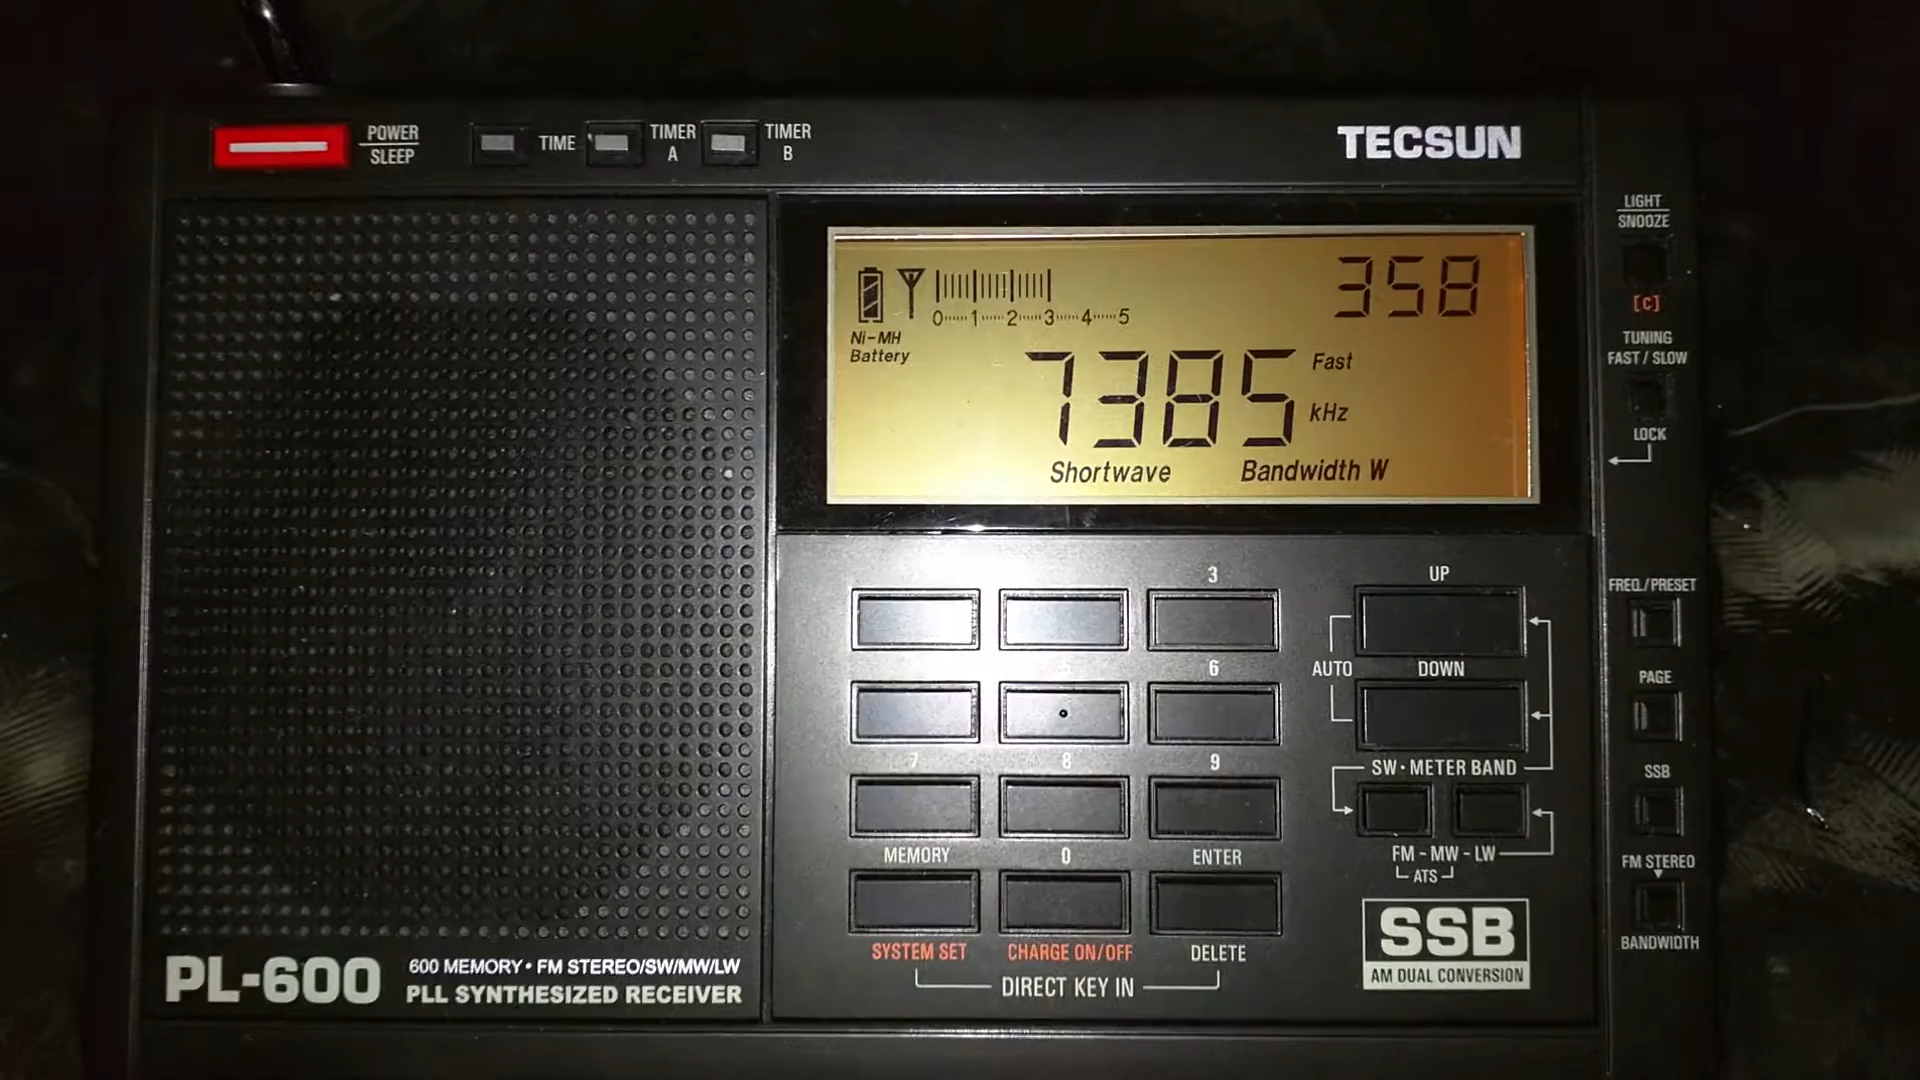 POWER
SLEEP
TIME
TIMER
A
TIMER
B
TECSUN
LIGHT
SNOOZE
[C]
TUNING
FAST / SLOW
LOCK
358
0 1 2 3 4 5
Ni-MH
Battery
7385
Fast
kHz
Shortwave
Bandwidth W
3
UP
FREQ./PRESET
6
AUTO
DOWN
PAGE
7
8
9
SW · METER BAND
SSB
MEMORY
0
ENTER
FM - MW - LW
ATS
FM STEREO
BANDWIDTH
SYSTEM SET
CHARGE ON/OFF
DELETE
DIRECT KEY IN
SSB
AM DUAL CONVERSION
PL-600
600 MEMORY • FM STEREO/SW/MW/LW
PLL SYNTHESIZED RECEIVER